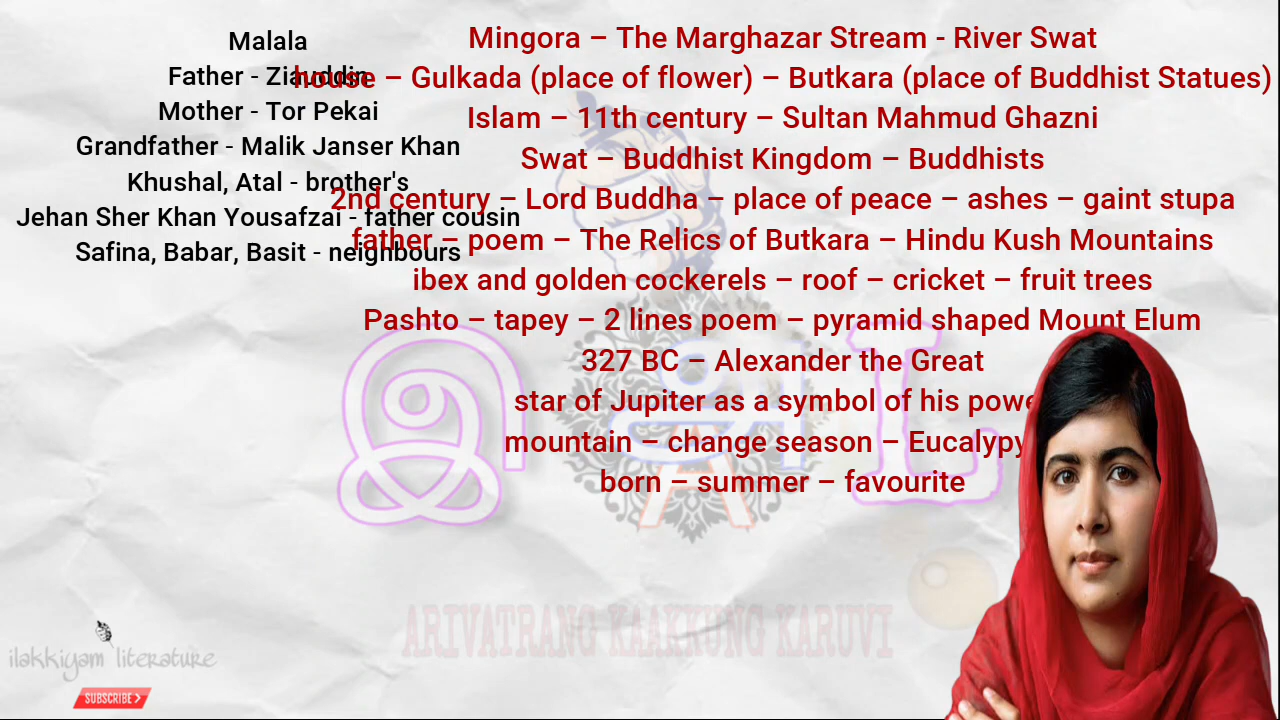 Malala
Father - Ziauddin
Mother - Tor Pekai
Grandfather - Malik Janser Khan
Khushal, Atal - brother's
Jehan Sher Khan Yousafzai - father cousin
Safina, Babar, Basit - neighbours
Mingora – The Marghazar Stream - River Swat
house – Gulkada (place of flower) – Butkara (place of Buddhist Statues)
Islam – 11th century – Sultan Mahmud Ghazni
Swat – Buddhist Kingdom – Buddhists
2nd century – Lord Buddha – place of peace – ashes – gaint stupa
father – poem – The Relics of Butkara – Hindu Kush Mountains
ibex and golden cockerels – roof – cricket – fruit trees
Pashto – tapey – 2 lines poem – pyramid shaped Mount Elum
327 BC – Alexander the Great
star of Jupiter as a symbol of his powe
mountain – change season – Eucalypy
born – summer – favourite
இ L
ARIVATRANG KAAKKUNG KARUVI
ilakkiyam literature
SUBSCRIBE >